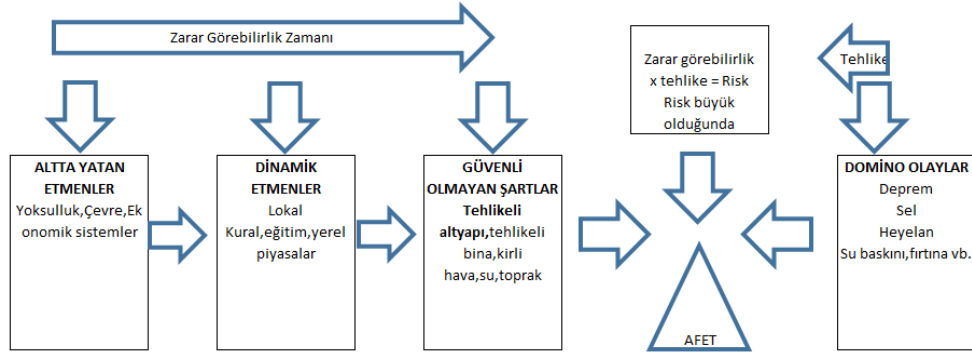 Zarar Görebilirlik Zamanı
Zarar görebilirlik
x tehlike = Risk
Risk büyük
olduğunda
Tehlike
ALTTA YATAN
ETMENLER
Yoksulluk,Çevre,Ek
onomik sistemler
DİNAMİK
ETMENLER
Lokal
Kural,eğitim,yerel
piyasalar
GÜVENLİ
OLMAYAN ŞARTLAR
Tehlikeli
altyapı,tehlikeli
bina,kirli
hava,su,toprak
AFET
DOMİNO OLAYLAR
Deprem
Sel
Heyelan
Su baskını,fırtına vb.